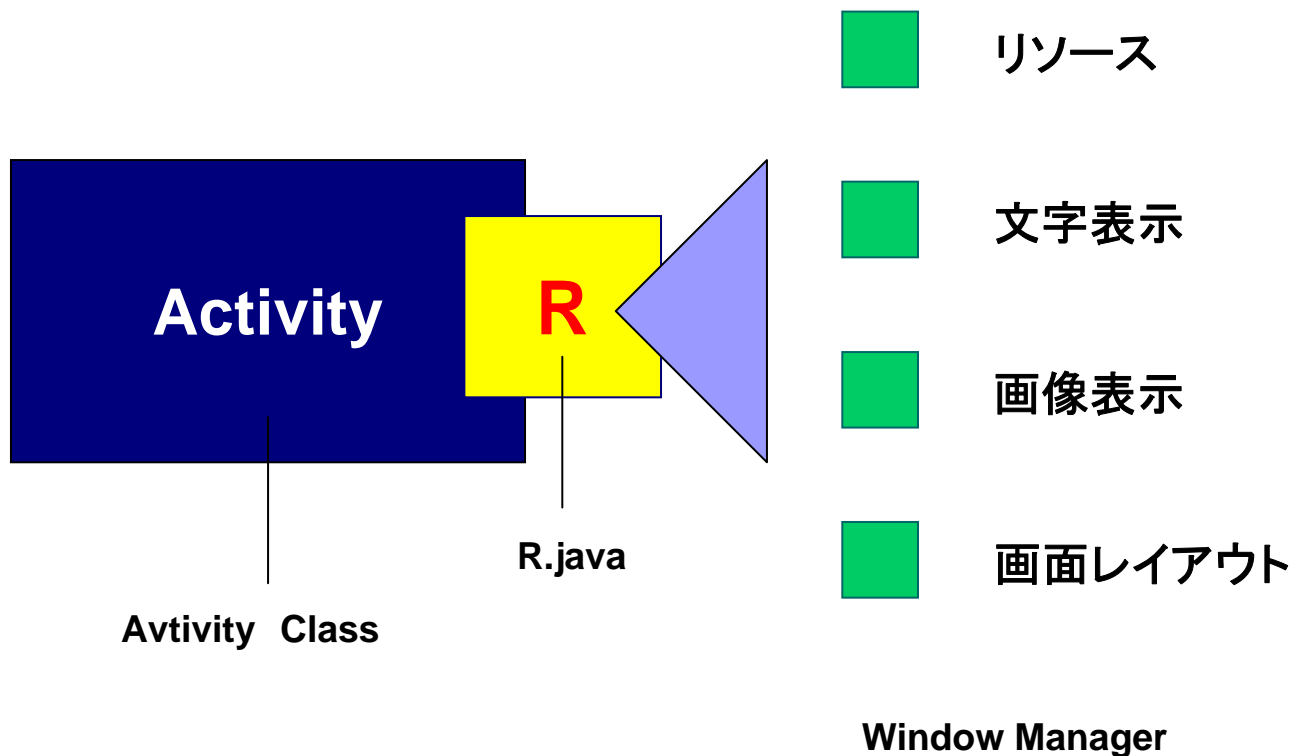 リソース
文字表示
Activity
R
画像表示
R.java
画面レイアウト
Avtivity Class
Window Manager